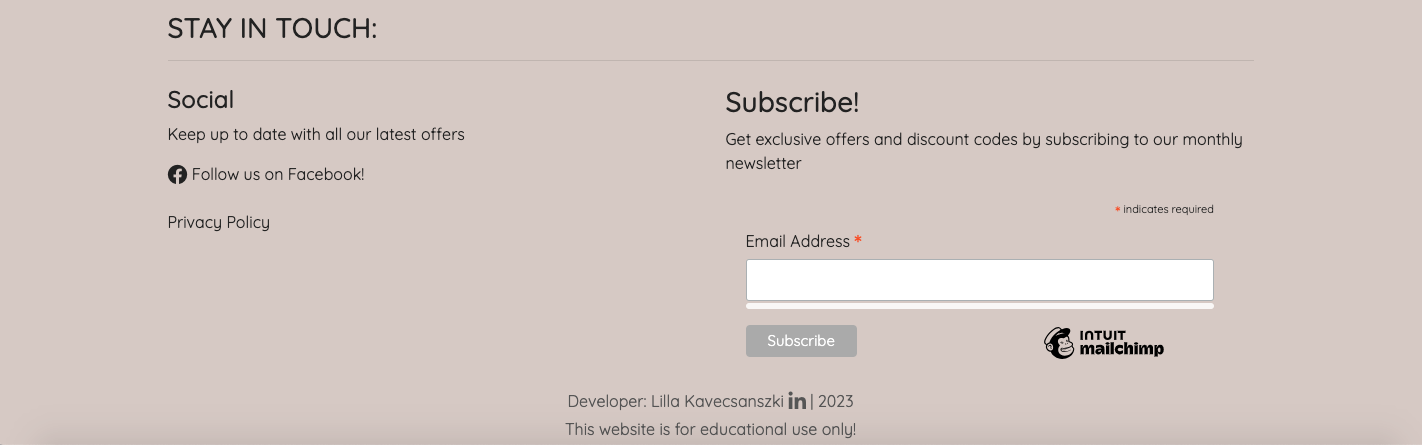 STAY IN TOUCH:
Social
Keep up to date with all our latest offers
Follow us on Facebook!
Privacy Policy
Subscribe!
Get exclusive offers and discount codes by subscribing to our monthly
newsletter
* indicates required
Email Address *
Subscribe
INTUIT
mailchimp
Developer: Lilla Kavecsanszki in | 2023
This website is for educational use only!